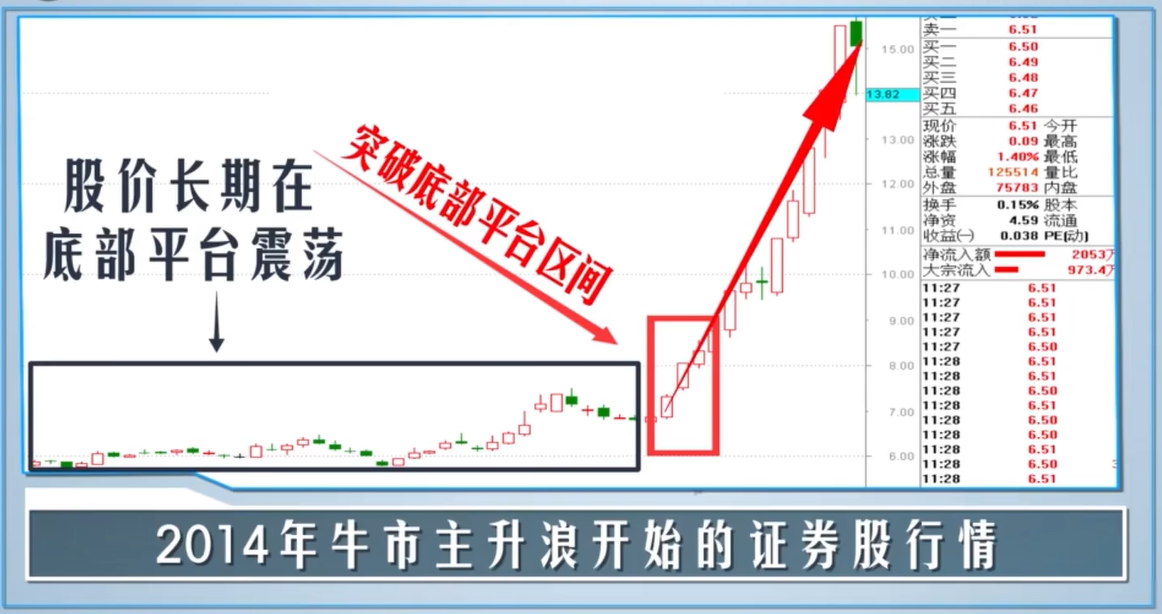 股价长期在
底部平台震荡
突破底部平台区间
15.00
13.82
13.00
12.00
11.00
10.00
9.00
8.00
7.00
6.00
卖一 6.51
买一 6.50
买二 6.49
买三 6.48
买四 6.47
买五 6.46
现价 6.51 今开
涨跌 0.09 最高
涨幅 1.40% 最低
总量 125514 量比
外盘 75783 内盘
换手 0.15% 股本
净资 4.59 流通
收益(一) 0.038 PE(动)
净流入额 2053万
大宗流入 973.4万
11:27 6.51
11:27 6.51
11:27 6.51
11:27 6.51
11:27 6.50
11:28 6.51
11:28 6.51
11:28 6.50
11:28 6.51
11:28 6.50
11:28 6.50
11:28 6.51
11:28 6.50
11:28 6.51
2014年牛市主升浪开始的证券股行情